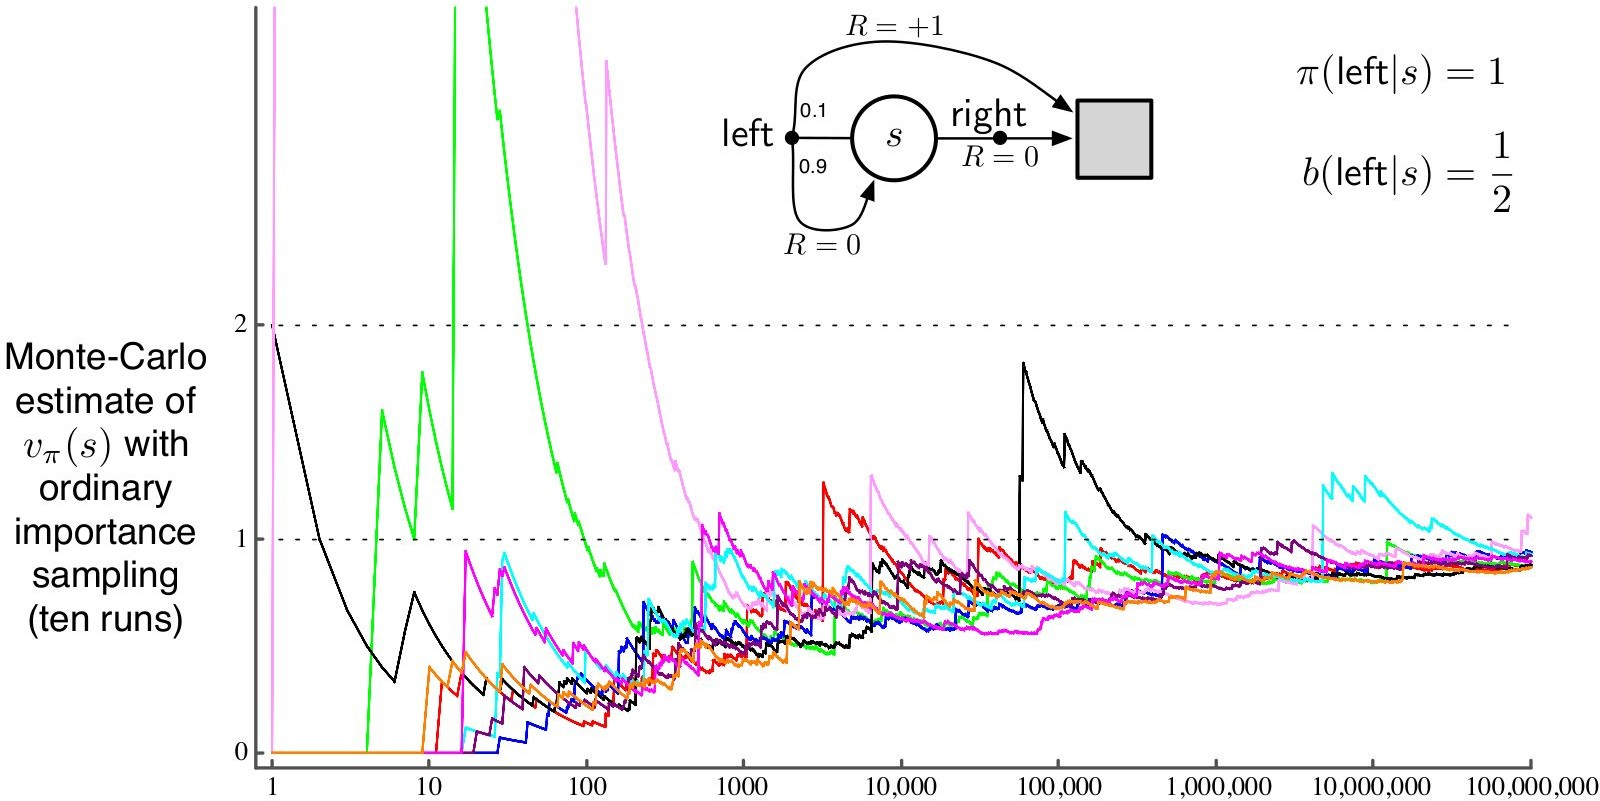 R = +1
π(left|s) = 1
0.1
left
s
right
R = 0
0.9
b(left|s) = 1/2
R = 0
2
Monte-Carlo
estimate of
vπ(s) with
ordinary
importance
sampling
(ten runs)
1
0
1 10 100 1000 10,000 100,000 1,000,000 10,000,000 100,000,000